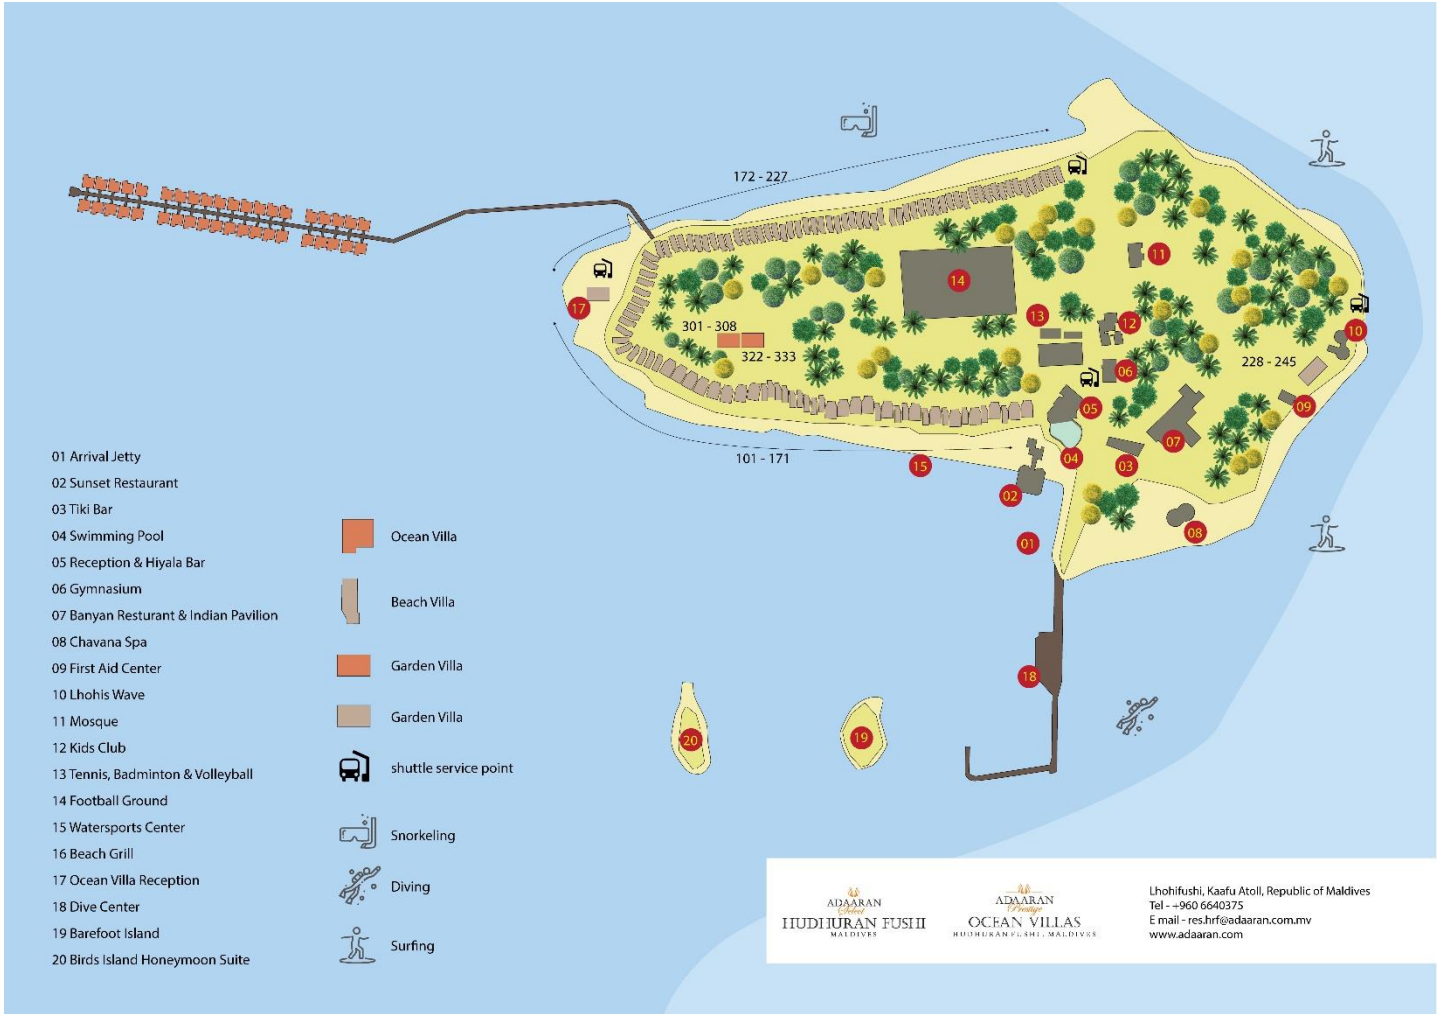 172 - 227
11
14
17
13
12
301 - 308
10
322 - 333
228 - 245
06
05
09
07
04
03
101 - 171
15
02
08
01
18
20
19
01 Arrival Jetty
02 Sunset Restaurant
03 Tiki Bar
04 Swimming Pool
05 Reception & Hiyala Bar
06 Gymnasium
07 Banyan Resturant & Indian Pavilion
08 Chavana Spa
09 First Aid Center
10 Lhohis Wave
11 Mosque
12 Kids Club
13 Tennis, Badminton & Volleyball
14 Football Ground
15 Watersports Center
16 Beach Grill
17 Ocean Villa Reception
18 Dive Center
19 Barefoot Island
20 Birds Island Honeymoon Suite
Ocean Villa
Beach Villa
Garden Villa
Garden Villa
shuttle service point
Snorkeling
Diving
Surfing
ADAARAN
Select
HUDHURAN FUSHI
MALDIVES
ADAARAN
Prestige
OCEAN VILLAS
HUDHURAN FUSHI, MALDIVES
Lhohifushi, Kaafu Atoll, Republic of Maldives
Tel - +960 6640375
E mail - res.hrf@adaaran.com.mv
www.adaaran.com